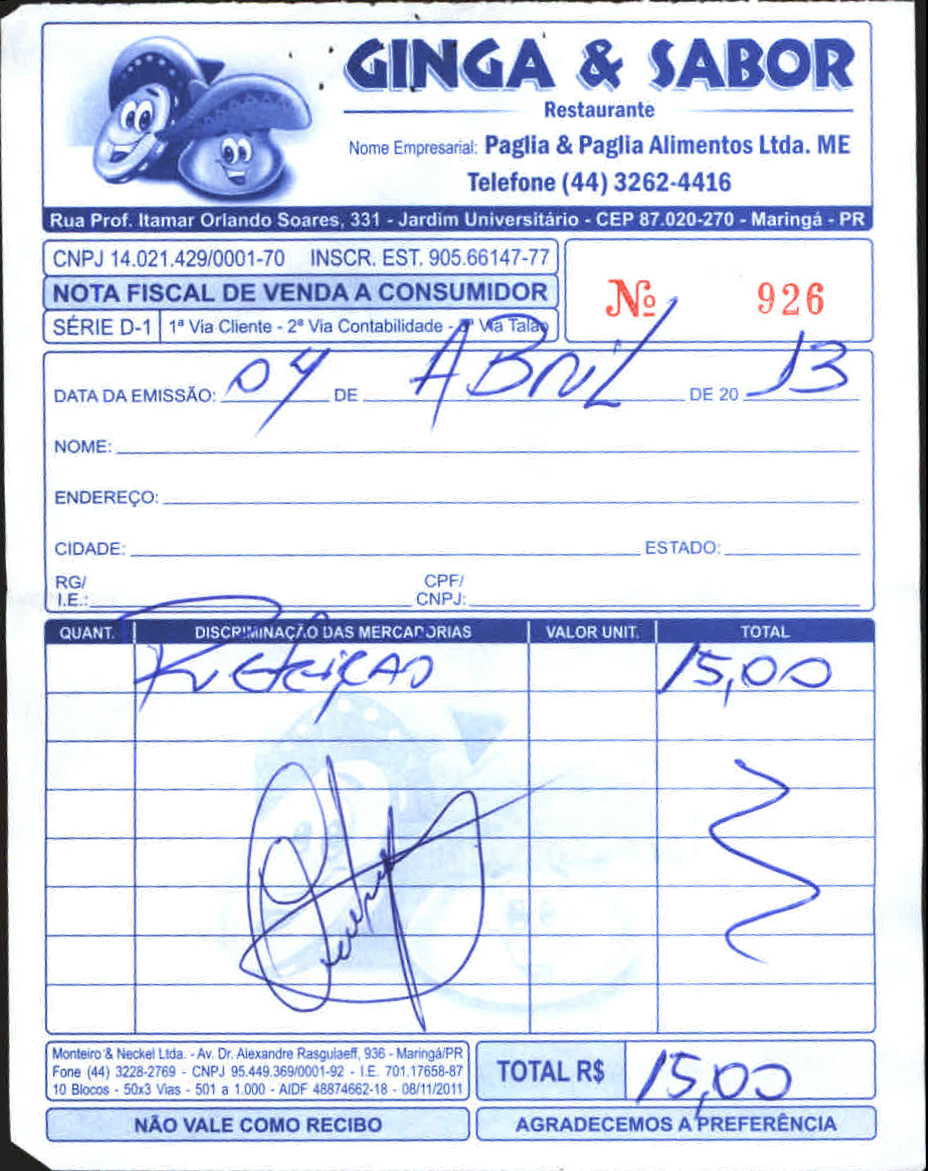 GINGA & SABOR
Restaurante
Nome Empresarial: Paglia & Paglia Alimentos Ltda. ME
Telefone (44) 3262-4416
Rua Prof. Itamar Orlando Soares, 331 - Jardim Universitário - CEP 87.020-270 - Maringá - PR
CNPJ 14.021.429/0001-70 INSCR. EST. 905.66147-77
NOTA FISCAL DE VENDA A CONSUMIDOR
Nº 926
SÉRIE D-1 1ª Via Cliente - 2ª Via Contabilidade - 3ª Via Talão
DATA DA EMISSÃO: 04 DE ABRIL DE 20 13
NOME:
ENDEREÇO:
CIDADE: ESTADO:
RG/ CPF/
I.E.: CNPJ:
QUANT. DISCRIMINAÇÃO DAS MERCADORIAS VALOR UNIT. TOTAL
Refeição 15,00
Monteiro & Neckel Ltda. - Av. Dr. Alexandre Rasgulaeff, 936 - Maringá/PR
Fone (44) 3228-2769 - CNPJ 95.449.369/0001-92 - I.E. 701.17658-87
10 Blocos - 50x3 Vias - 501 a 1.000 - AIDF 48874662-18 - 08/11/2011
TOTAL R$ 15,00
NÃO VALE COMO RECIBO
AGRADECEMOS A PREFERÊNCIA